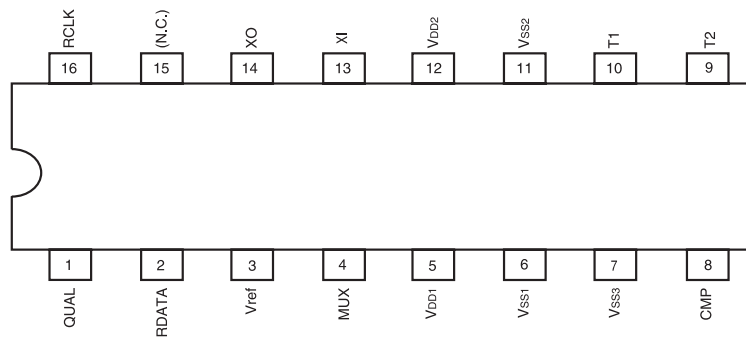 RCLK (N.C.) XO XI VDD2 VSS2 T1 T2
16 15 14 13 12 11 10 9
1 2 3 4 5 6 7 8
QUAL RDATA Vref MUX VDD1 VSS1 VSS3 CMP